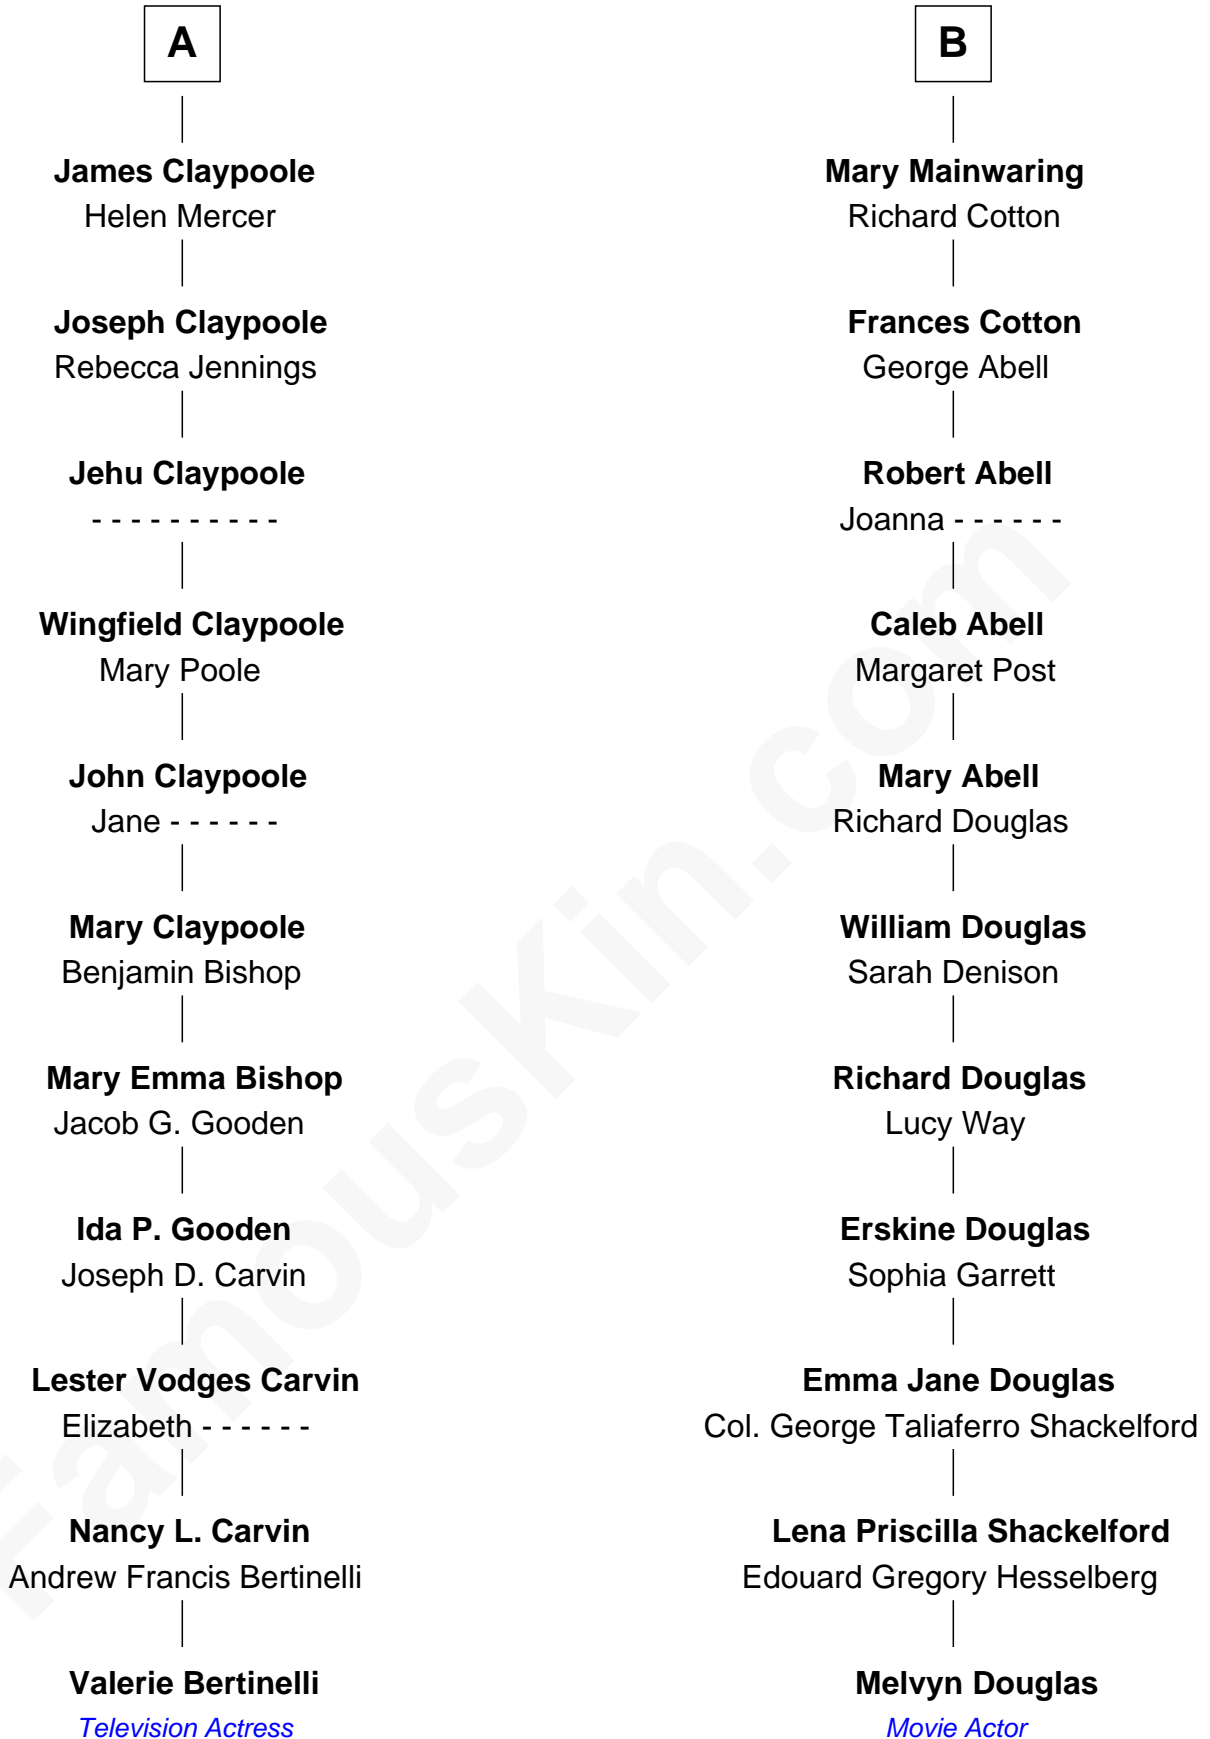 A
James Claypoole
Helen Mercer
Joseph Claypoole
Rebecca Jennings
Jehu Claypoole
- - - - - - - - - -
Wingfield Claypoole
Mary Poole
John Claypoole
Jane - - - - - -
Mary Claypoole
Benjamin Bishop
Mary Emma Bishop
Jacob G. Gooden
Ida P. Gooden
Joseph D. Carvin
Lester Vodges Carvin
Elizabeth - - - - - -
Nancy L. Carvin
Andrew Francis Bertinelli
Valerie Bertinelli
Television Actress
B
Mary Mainwaring
Richard Cotton
Frances Cotton
George Abell
Robert Abell
Joanna - - - - - -
Caleb Abell
Margaret Post
Mary Abell
Richard Douglas
William Douglas
Sarah Denison
Richard Douglas
Lucy Way
Erskine Douglas
Sophia Garrett
Emma Jane Douglas
Col. George Taliaferro Shackelford
Lena Priscilla Shackelford
Edouard Gregory Hesselberg
Melvyn Douglas
Movie Actor
FamousKin.com